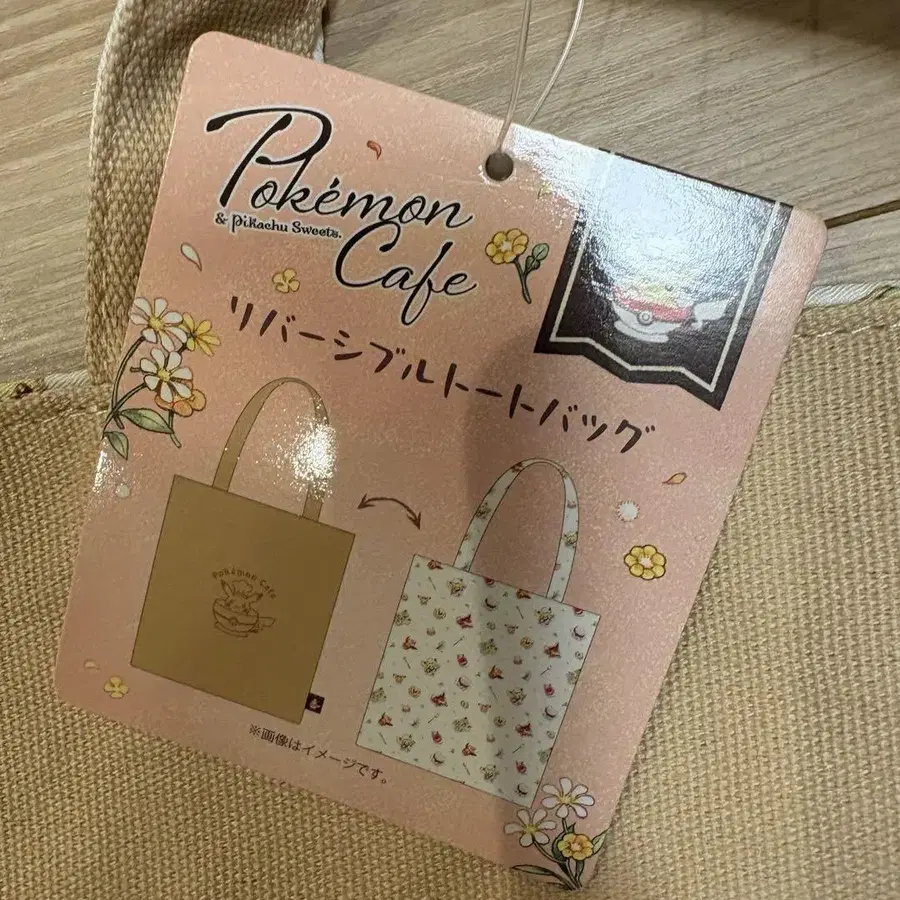 Pokémon
& Pikachu Sweets.
Cafe
リバーシブルトートバッグ
Pokémon Cafe
※画像はイメージです。